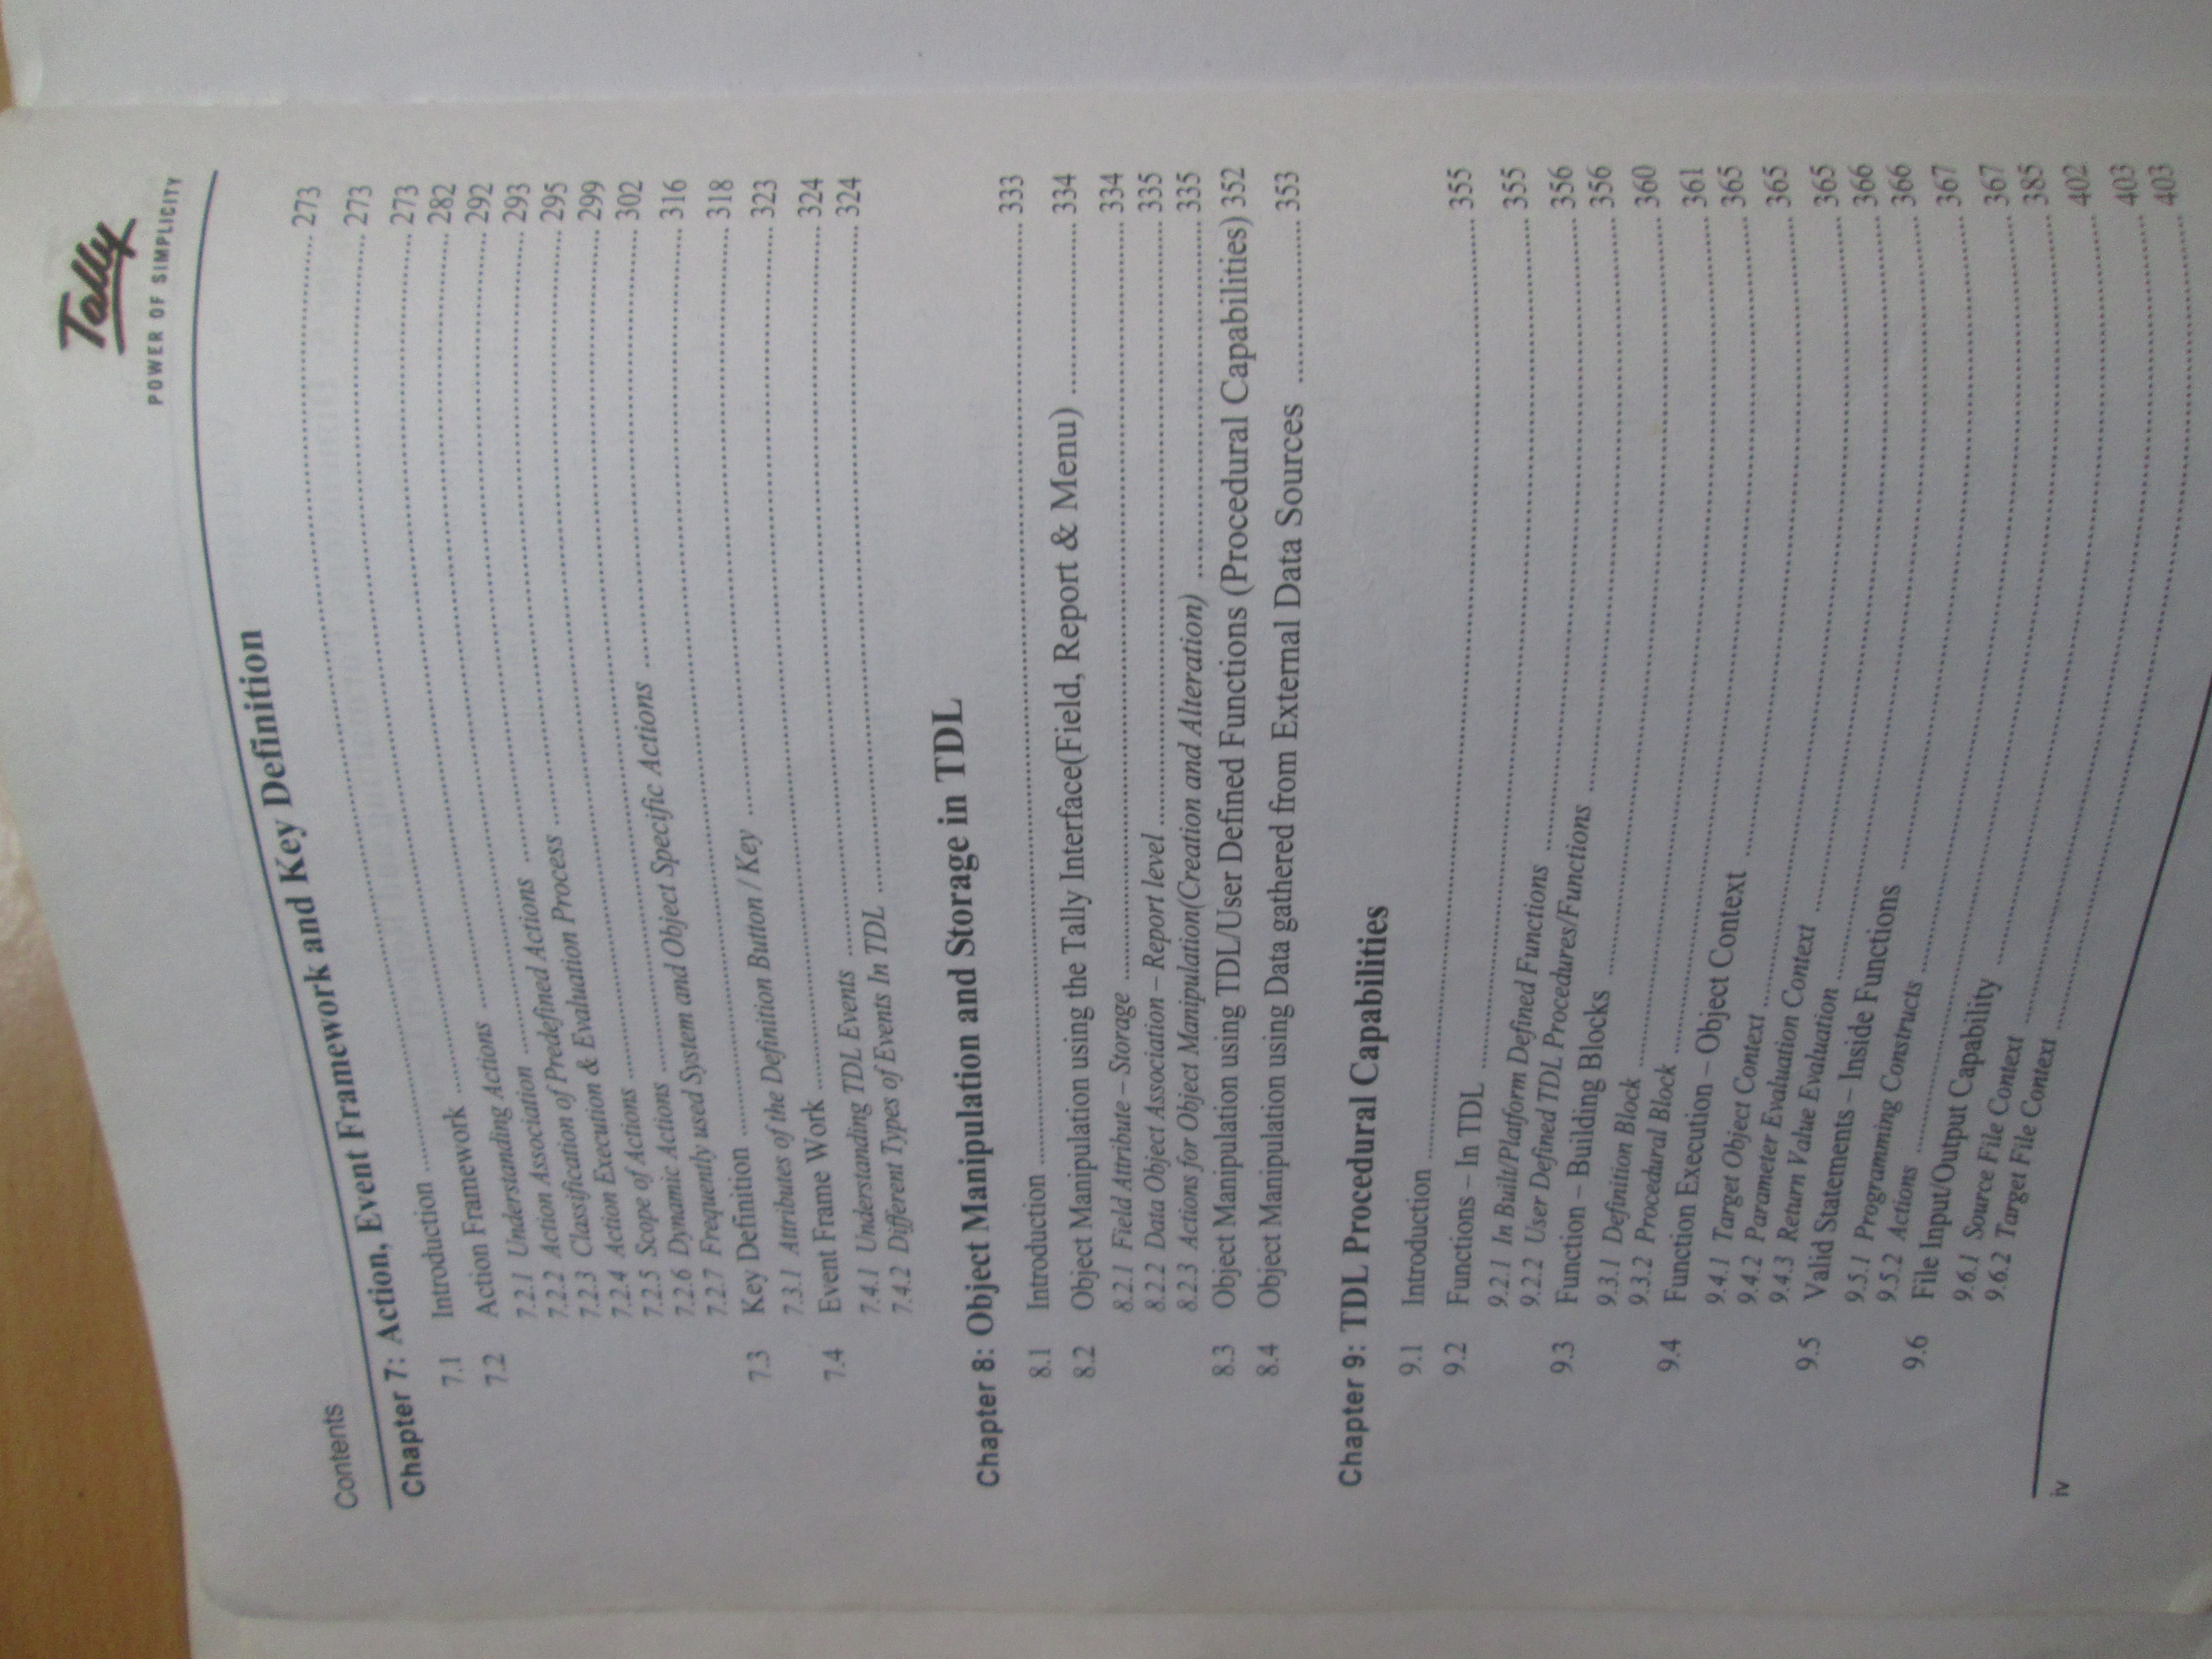 Tally
POWER OF SIMPLICITY
Contents
Chapter 7: Action, Event Framework and Key Definition
7.1 Introduction ........ 273
7.2 Action Framework ........ 273
7.2.1 Understanding Actions ........ 273
7.2.2 Action Association ........ 282
7.2.3 Classification of Predefined Actions ........ 292
7.2.4 Action Execution & Evaluation Process ........ 293
7.2.5 Scope of Actions ........ 295
7.2.6 Dynamic Actions ........ 299
7.2.7 Frequently used System and Object Specific Actions ........ 302
7.3 Key Definition ........ 316
7.3.1 Attributes of the Definition Button / Key ........ 318
7.4 Event Frame Work ........ 323
7.4.1 Understanding TDL Events ........ 324
7.4.2 Different Types of Events In TDL ........ 324
Chapter 8: Object Manipulation and Storage in TDL
8.1 Introduction ........ 333
8.2 Object Manipulation using the Tally Interface(Field, Report & Menu) ........ 334
8.2.1 Field Attribute – Storage ........ 334
8.2.2 Data Object Association – Report level ........ 335
8.2.3 Actions for Object Manipulation(Creation and Alteration) ........ 335
8.3 Object Manipulation using TDL/User Defined Functions (Procedural Capabilities) 352
8.4 Object Manipulation using Data gathered from External Data Sources ........ 353
Chapter 9: TDL Procedural Capabilities
9.1 Introduction ........ 355
9.2 Functions – In TDL ........ 355
9.2.1 In Built/Platform Defined Functions ........ 356
9.2.2 User Defined TDL Procedures/Functions ........ 356
9.3 Function – Building Blocks ........ 360
9.3.1 Definition Block ........ 361
9.3.2 Procedural Block ........ 365
9.4 Function Execution – Object Context ........ 365
9.4.1 Target Object Context ........ 365
9.4.2 Parameter Evaluation Context ........ 366
9.4.3 Return Value Evaluation ........ 366
9.5 Valid Statements – Inside Functions ........ 367
9.5.1 Programming Constructs ........ 367
9.5.2 Actions ........ 385
9.6 File Input/Output Capability ........ 402
9.6.1 Source File Context ........ 403
9.6.2 Target File Context ........ 403
iv